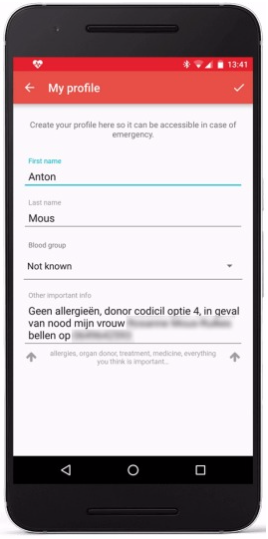 13:41
My profile
Create your profile here so it can be accessible in case of
emergency.
First name
Anton
Last name
Mous
Blood group
Not known
Other important info
Geen allergieën, donor codicil optie 4, in geval
van nood mijn vrouw
bellen op
allergies, organ donor, treatment, medicine, everything
you think is important...